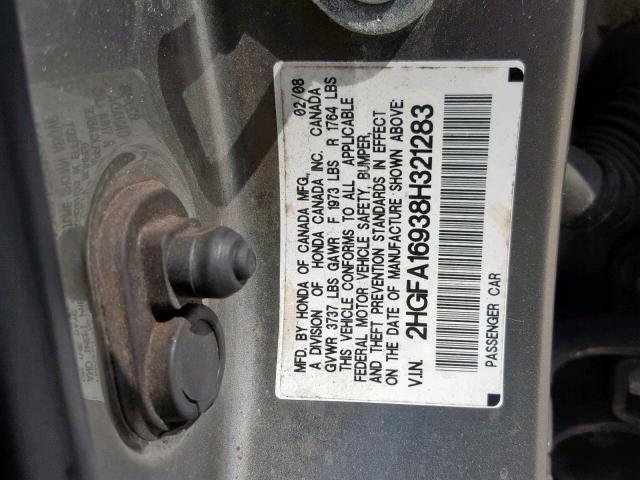 MFD. BY HONDA OF CANADA MFG. 02/08
A DIVISION OF HONDA CANADA INC. CANADA
GVWR 3737 LBS GAWR F 1973 LBS R 1764 LBS
THIS VEHICLE CONFORMS TO ALL APPLICABLE
FEDERAL MOTOR VEHICLE SAFETY, BUMPER,
AND THEFT PREVENTION STANDARDS IN EFFECT
ON THE DATE OF MANUFACTURE SHOWN ABOVE.
V.I.N. 2HGFA16938H321283
PASSENGER CAR